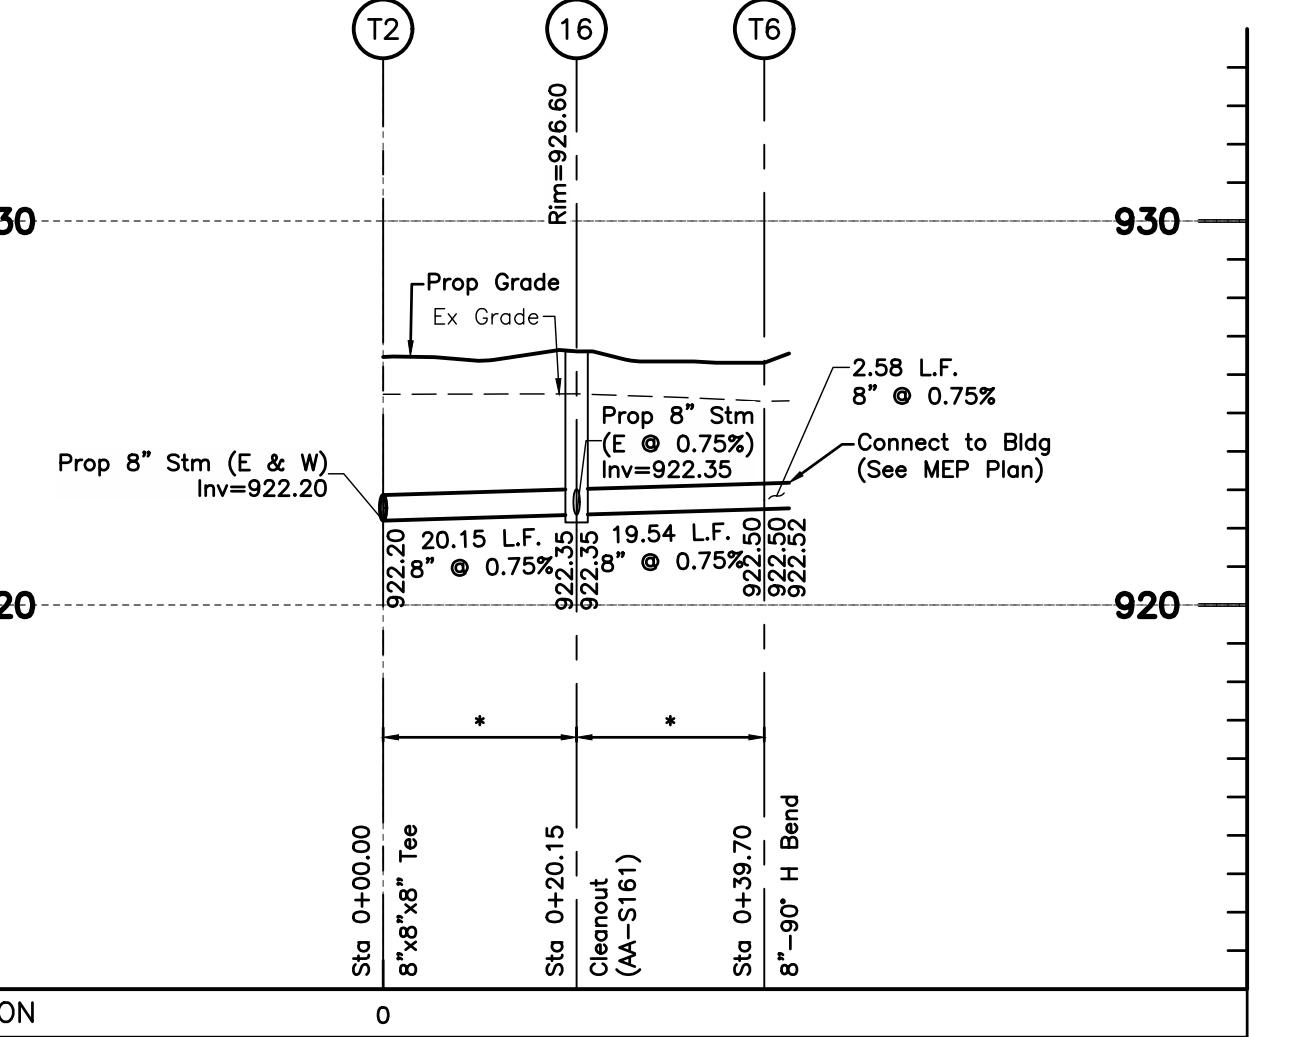 T2
16
T6
Rim=926.60
30
930
Prop Grade
Ex Grade
2.58 L.F.
8" @ 0.75%
Prop 8" Stm
(E @ 0.75%)
Inv=922.35
Connect to Bldg
(See MEP Plan)
Prop 8" Stm (E & W)
Inv=922.20
922.20
20.15 L.F.
8" @ 0.75%
922.35
922.35
19.54 L.F.
8" @ 0.75%
922.50
922.50
922.52
20
920
*
*
Sta 0+00.00
8"x8"x8" Tee
Sta 0+20.15
Cleanout
(AA-S161)
Sta 0+39.70
8"-90° H Bend
ON
0